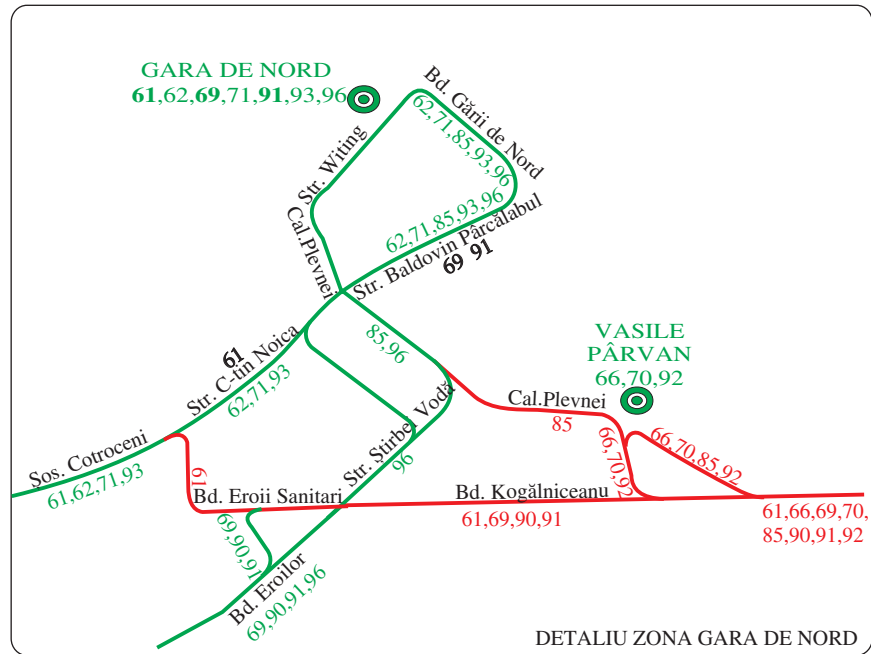 GARA DE NORD
61,62,69,71,91,93,96
Bd. Gării de Nord
62,71,85,93,96
Str. Witing
Cal.Plevnei
62,71,85,93,96
Str. Baldovin Pârcălabul
69 91
61
Str. C-tin Noica
62,71,93
85,96
VASILE
PÂRVAN
66,70,92
Cal.Plevnei
85
66,70,92
66,70,85,92
Str. Știrbei Vodă
96
Sos. Cotroceni
61,62,71,93
61
Bd. Eroii Sanitari
Bd. Kogălniceanu
61,69,90,91
61,66,69,70,
85,90,91,92
69,90,91
Bd. Eroilor
69,90,91,96
DETALIU ZONA GARA DE NORD